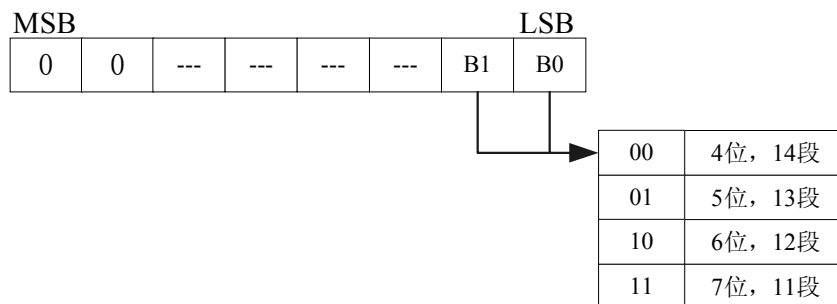 MSB LSB
0 0 --- --- --- --- B1 B0
00 4位，14段
01 5位，13段
10 6位，12段
11 7位，11段